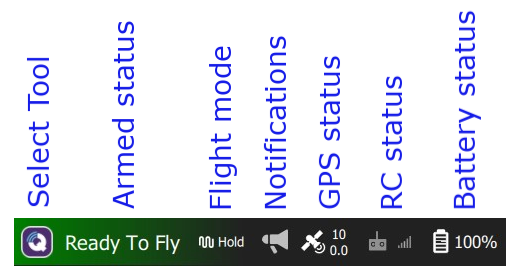 Select Tool
Armed status
Flight mode
Notifications
GPS status
RC status
Battery status
Ready To Fly
Hold
10
0.0
100%